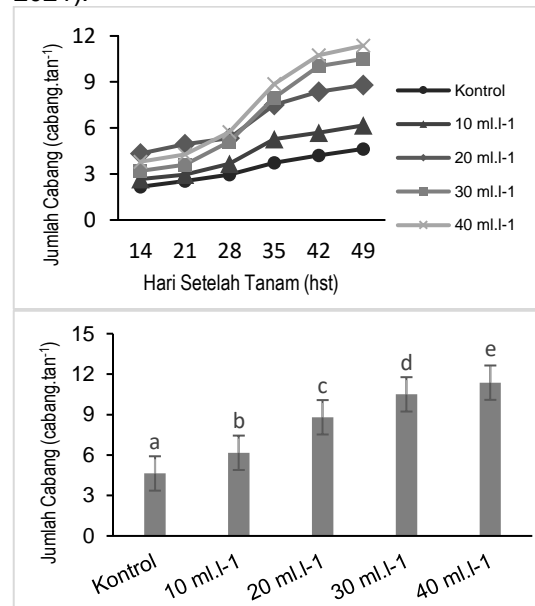 2021).
12
9
6
3
0
Jumlah Cabang (cabang.tan⁻¹)
14 21 28 35 42 49
Hari Setelah Tanam (hst)
Kontrol
10 ml.l-1
20 ml.l-1
30 ml.l-1
40 ml.l-1
15
12
9
6
3
0
Jumlah Cabang (cabang.tan⁻¹)
a b c d e
Kontrol 10 ml.l-1 20 ml.l-1 30 ml.l-1 40 ml.l-1